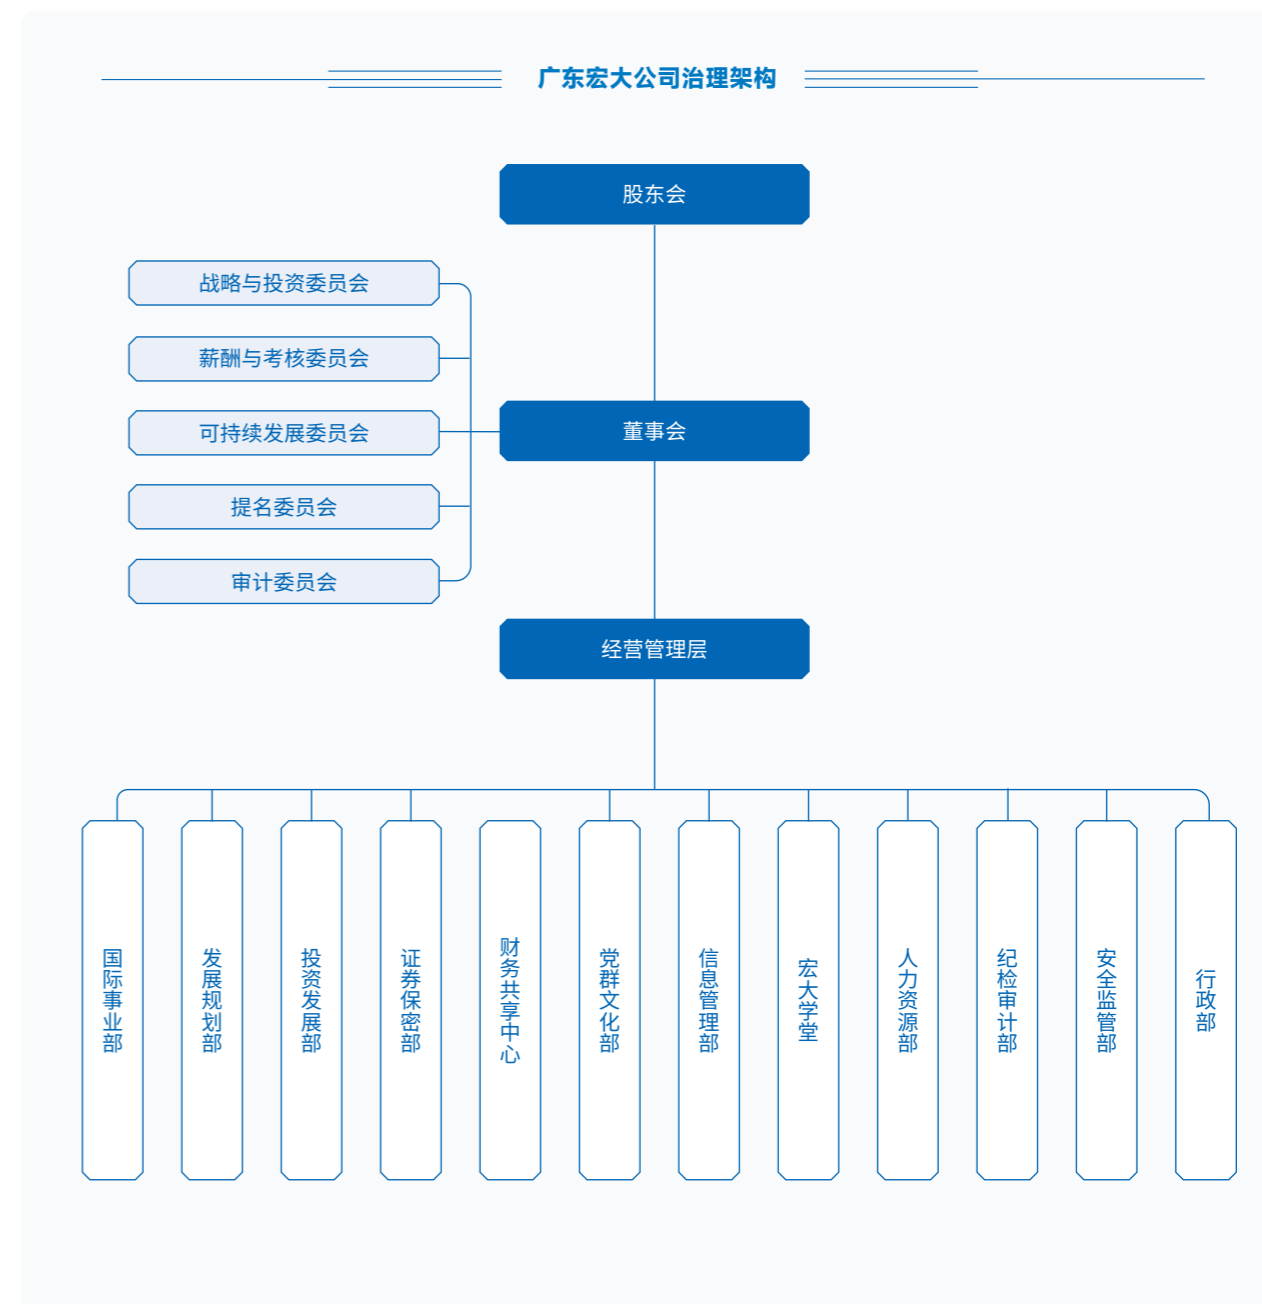 广东宏大公司治理架构
股东会
战略与投资委员会
薪酬与考核委员会
可持续发展委员会
董事会
提名委员会
审计委员会
经营管理层
国际事业部
发展规划部
投资发展部
证券保密部
财务共享中心
党群文化部
信息管理部
宏大学堂
人力资源部
纪检审计部
安全监管部
行政部